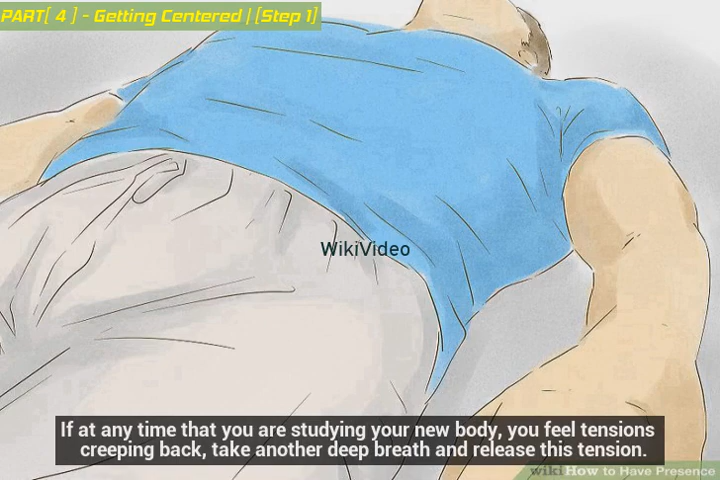 PART[ 4 ] - Getting Centered | [Step 1]
WikiVideo
If at any time that you are studying your new body, you feel tensions
creeping back, take another deep breath and release this tension.
wikiHow to Have Presence